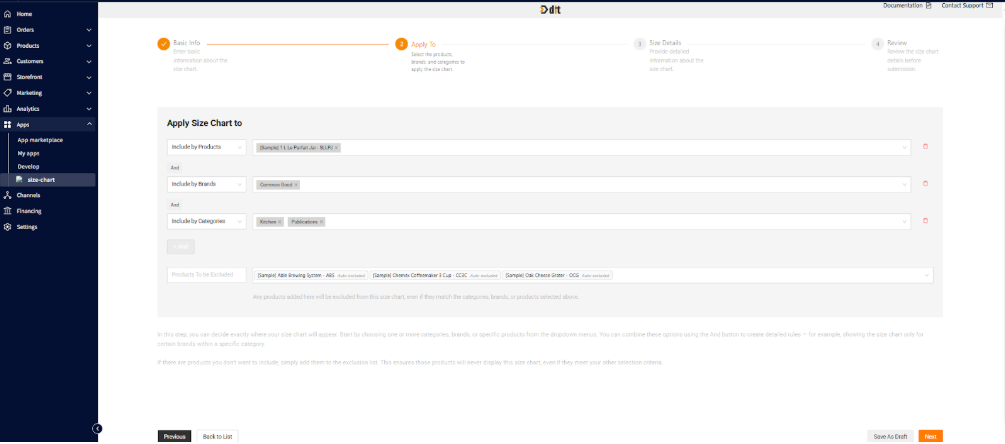 Documentation
Contact Support
Home
Orders
Products
Customers
Storefront
Marketing
Analytics
Apps
App marketplace
My apps
Develop
size-chart
Channels
Financing
Settings
Basic Info
Enter basic
information about the
size chart.
2
Apply To
Select the products,
brands, and categories to
apply the size chart
3
Size Details
Provide detailed
information about the
size chart.
4
Review
Review the size chart
details before
submission.
Apply Size Chart to
Include by Products
[Sample] 1 L Le Parfait Jar - SLLPJ ×
And
Include by Brands
Common Good ×
And
Include by Categories
Kitchen × Publications ×
+ And
Products To be Excluded
[Sample] Able Brewing System - ABS Auto excluded [Sample] Chemex Coffeemaker 3 Cup - CC3C Auto excluded [Sample] Oak Cheese Grater - OCG Auto excluded
Any products added here will be excluded from this size chart, even if they match the categories, brands, or products selected above.
In this step, you can decide exactly where your size chart will appear. Start by choosing one or more categories, brands, or specific products from the dropdown menus. You can combine these options using the And button to create detailed rules – for example, showing the size chart only for
certain brands within a specific category.
If there are products you don't want to include, simply add them to the exclusion list. This ensures those products will never display this size chart, even if they meet your other selection criteria.
Previous
Back to List
Save As Draft
Next